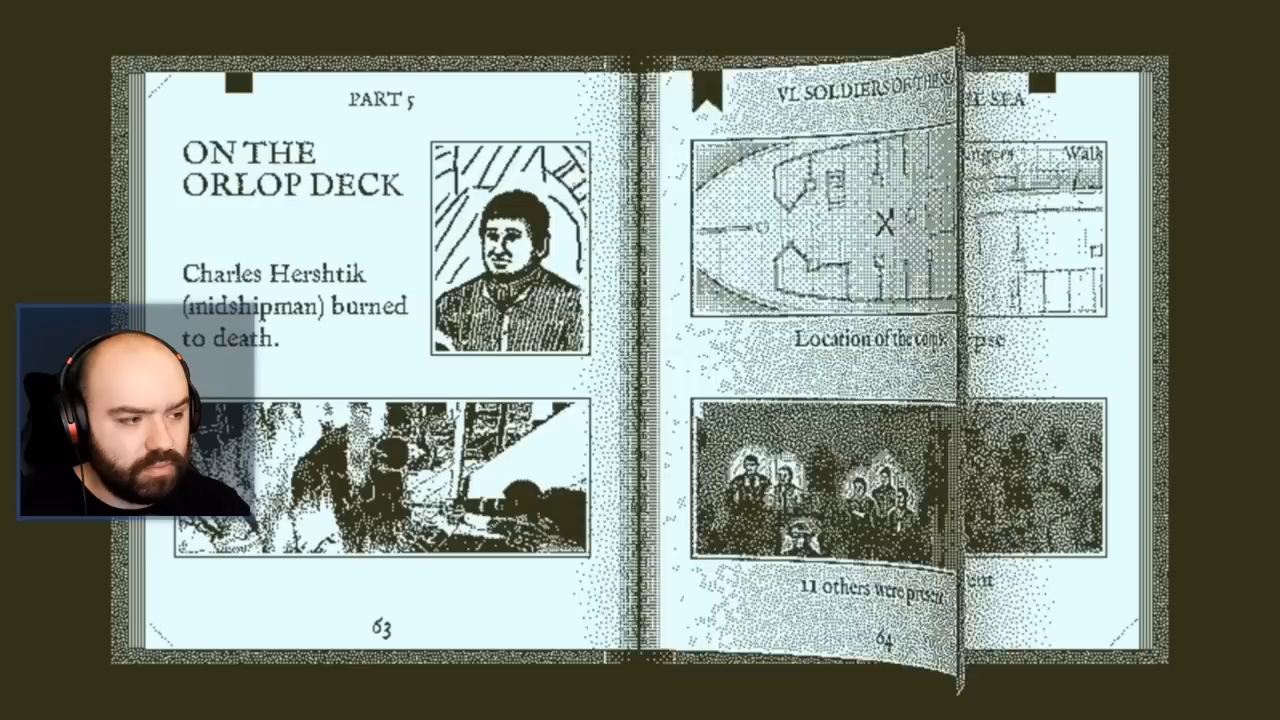 PART 5
ON THE
ORLOP DECK
Charles Hershtik
(midshipman) burned
to death.
63
VI. SOLDIERS OF THE
E SEA
Walk
Location of the corpse
11 others were present
ent
64